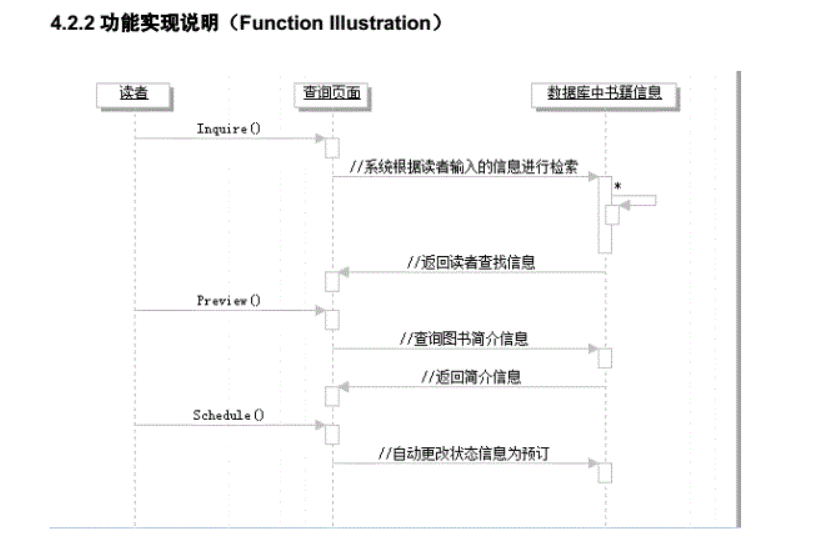 4.2.2 功能实现说明（Function Illustration）
读者
查询页面
数据库中书籍信息
Inquire()
//系统根据读者输入的信息进行检索
*
//返回读者查找信息
Preview()
//查询图书简介信息
//返回简介信息
Schedule()
//自动更改状态信息为预订